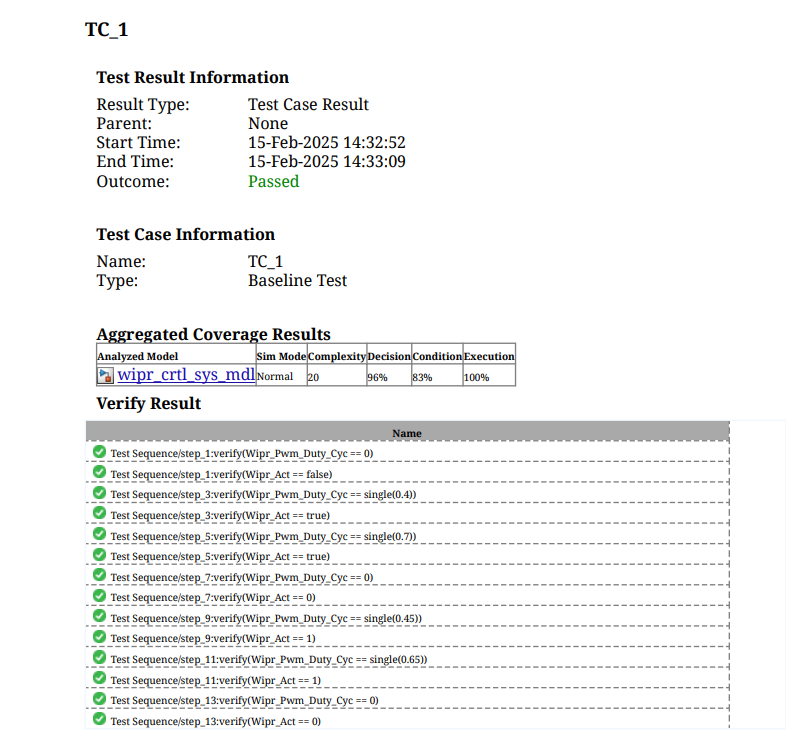 TC_1
Test Result Information
Result Type: Test Case Result
Parent: None
Start Time: 15-Feb-2025 14:32:52
End Time: 15-Feb-2025 14:33:09
Outcome: Passed
Test Case Information
Name: TC_1
Type: Baseline Test
Aggregated Coverage Results
Analyzed Model Sim Mode Complexity Decision Condition Execution
wipr_crtl_sys_mdl Normal 20 96% 83% 100%
Verify Result
Name
Test Sequence/step_1:verify(Wipr_Pwm_Duty_Cyc == 0)
Test Sequence/step_1:verify(Wipr_Act == false)
Test Sequence/step_3:verify(Wipr_Pwm_Duty_Cyc == single(0.4))
Test Sequence/step_3:verify(Wipr_Act == true)
Test Sequence/step_5:verify(Wipr_Pwm_Duty_Cyc == single(0.7))
Test Sequence/step_5:verify(Wipr_Act == true)
Test Sequence/step_7:verify(Wipr_Pwm_Duty_Cyc == 0)
Test Sequence/step_7:verify(Wipr_Act == 0)
Test Sequence/step_9:verify(Wipr_Pwm_Duty_Cyc == single(0.45))
Test Sequence/step_9:verify(Wipr_Act == 1)
Test Sequence/step_11:verify(Wipr_Pwm_Duty_Cyc == single(0.65))
Test Sequence/step_11:verify(Wipr_Act == 1)
Test Sequence/step_13:verify(Wipr_Pwm_Duty_Cyc == 0)
Test Sequence/step_13:verify(Wipr_Act == 0)